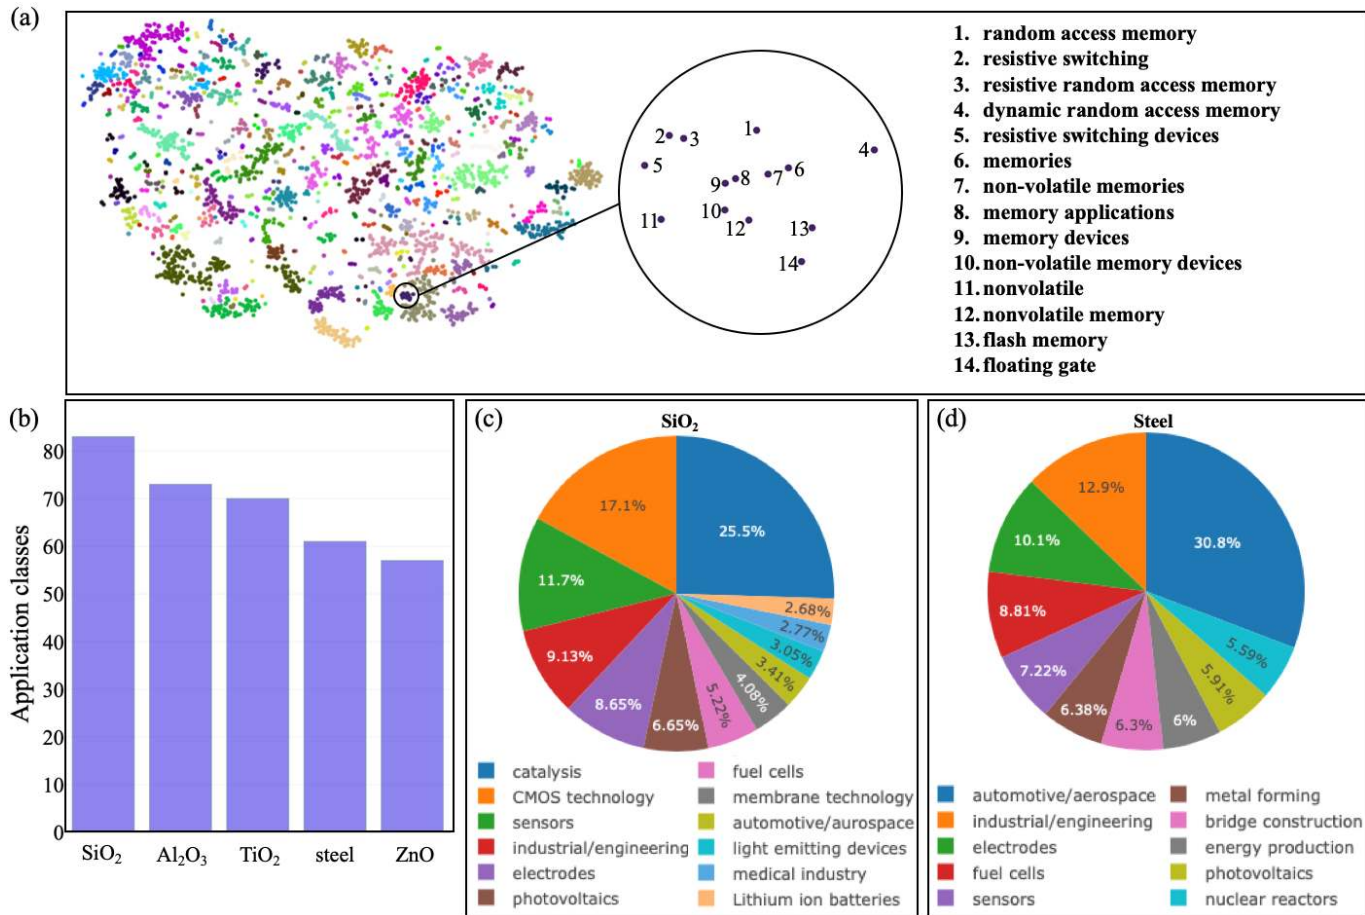 (a)
1. random access memory
2. resistive switching
3. resistive random access memory
4. dynamic random access memory
5. resistive switching devices
6. memories
7. non-volatile memories
8. memory applications
9. memory devices
10. non-volatile memory devices
11. nonvolatile
12. nonvolatile memory
13. flash memory
14. floating gate
1
2
3
4
5
6
7
8
9
10
11
12
13
14
(b)
Application classes
80
70
60
50
40
30
20
10
0
SiO₂
Al₂O₃
TiO₂
steel
ZnO
(c)
SiO₂
17.1%
25.5%
11.7%
2.68%
2.77%
3.05%
9.13%
3.41%
4.08%
8.65%
5.22%
6.65%
catalysis
CMOS technology
sensors
industrial/engineering
electrodes
photovoltaics
fuel cells
membrane technology
automotive/aurospace
light emitting devices
medical industry
Lithium ion batteries
(d)
Steel
12.9%
30.8%
10.1%
8.81%
5.59%
7.22%
5.91%
6.38%
6.3%
6%
automotive/aerospace
industrial/engineering
electrodes
fuel cells
sensors
metal forming
bridge construction
energy production
photovoltaics
nuclear reactors